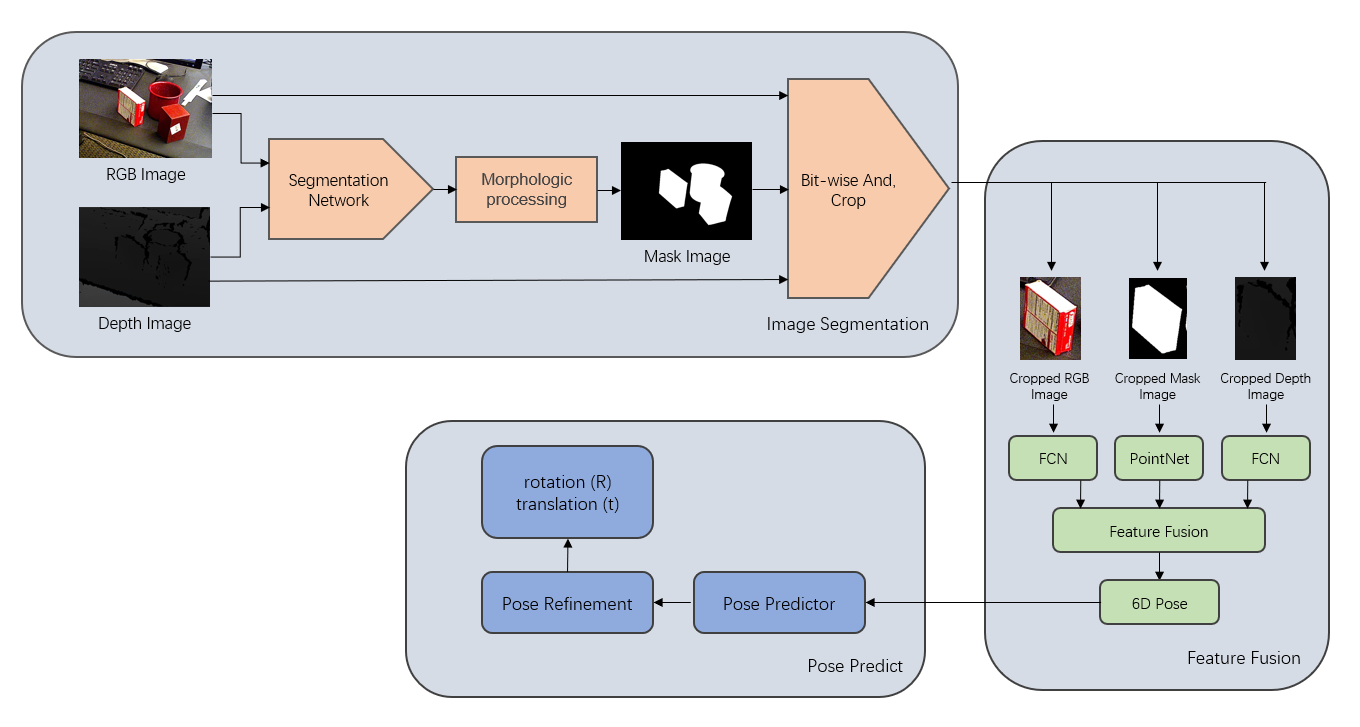 RGB Image
Segmentation
Network
Morphologic
processing
Bit-wise And,
Crop
Mask Image
Depth Image
Image Segmentation
Cropped RGB
Image
Cropped Mask
Image
Cropped Depth
Image
FCN
PointNet
FCN
Feature Fusion
6D Pose
Feature Fusion
rotation (R)
translation (t)
Pose Refinement
Pose Predictor
Pose Predict